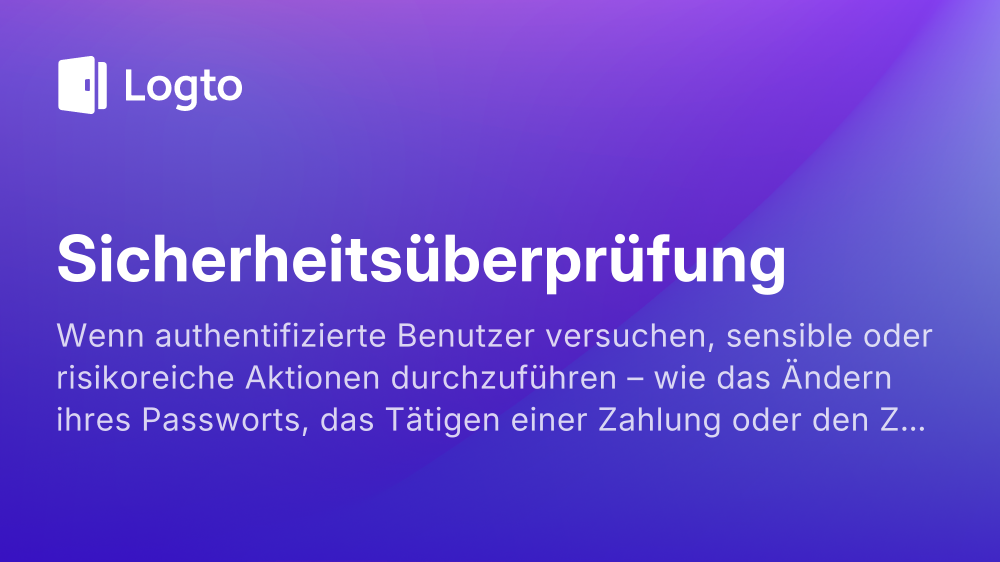 Logto
Sicherheitsüberprüfung
Wenn authentifizierte Benutzer versuchen, sensible oder
risikoreiche Aktionen durchzuführen – wie das Ändern
ihres Passworts, das Tätigen einer Zahlung oder den Z...